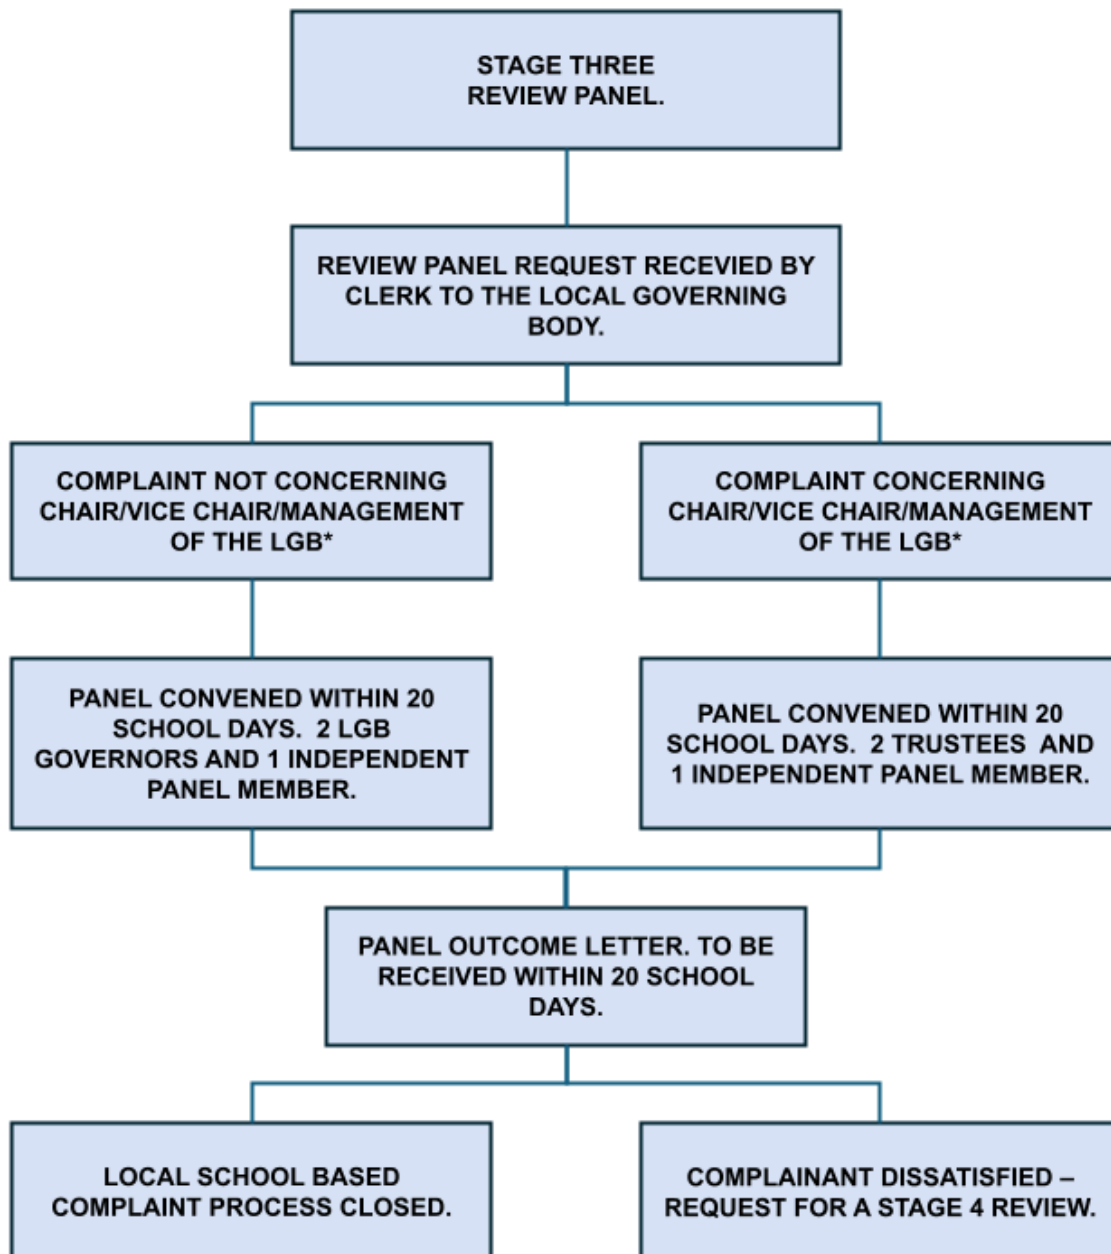 STAGE THREE
REVIEW PANEL.
REVIEW PANEL REQUEST RECEVIED BY
CLERK TO THE LOCAL GOVERNING
BODY.
COMPLAINT NOT CONCERNING
CHAIR/VICE CHAIR/MANAGEMENT
OF THE LGB*
COMPLAINT CONCERNING
CHAIR/VICE CHAIR/MANAGEMENT
OF THE LGB*
PANEL CONVENED WITHIN 20
SCHOOL DAYS. 2 LGB
GOVERNORS AND 1 INDEPENDENT
PANEL MEMBER.
PANEL CONVENED WITHIN 20
SCHOOL DAYS. 2 TRUSTEES AND
1 INDEPENDENT PANEL MEMBER.
PANEL OUTCOME LETTER. TO BE
RECEIVED WITHIN 20 SCHOOL
DAYS.
LOCAL SCHOOL BASED
COMPLAINT PROCESS CLOSED.
COMPLAINANT DISSATISFIED –
REQUEST FOR A STAGE 4 REVIEW.